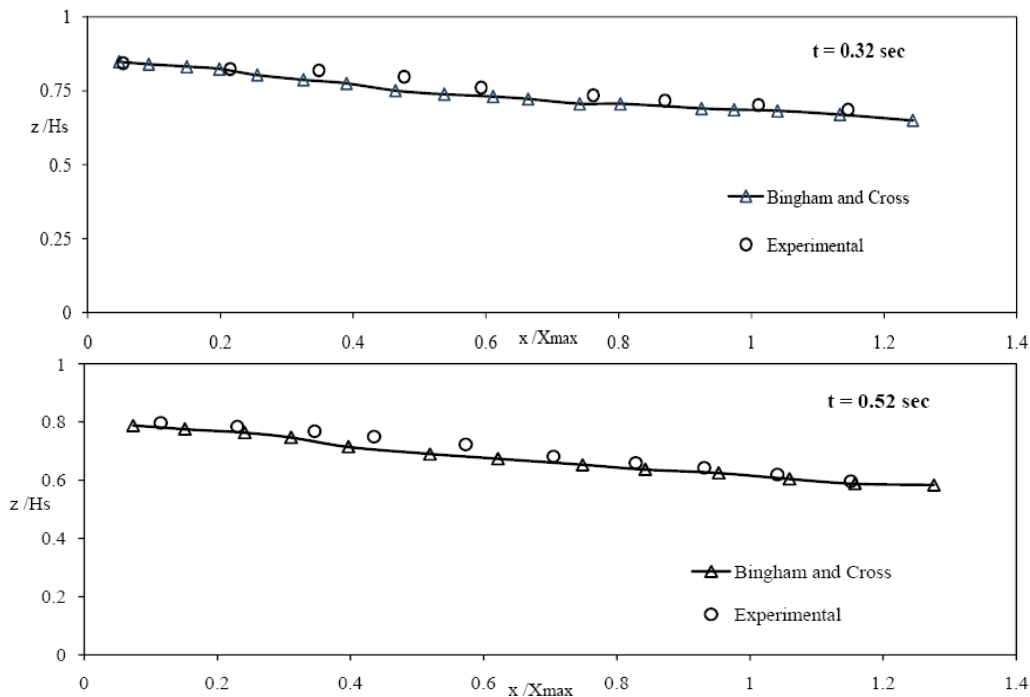 1
t = 0.32 sec
0.75
z /Hs
0.5
Bingham and Cross
0.25
Experimental
0
0 0.2 0.4 0.6 0.8 1 1.2 1.4
x /Xmax
1
t = 0.52 sec
0.8
0.6
z /Hs
0.4
Bingham and Cross
0.2
Experimental
0
0 0.2 0.4 0.6 0.8 1 1.2 1.4
x /Xmax